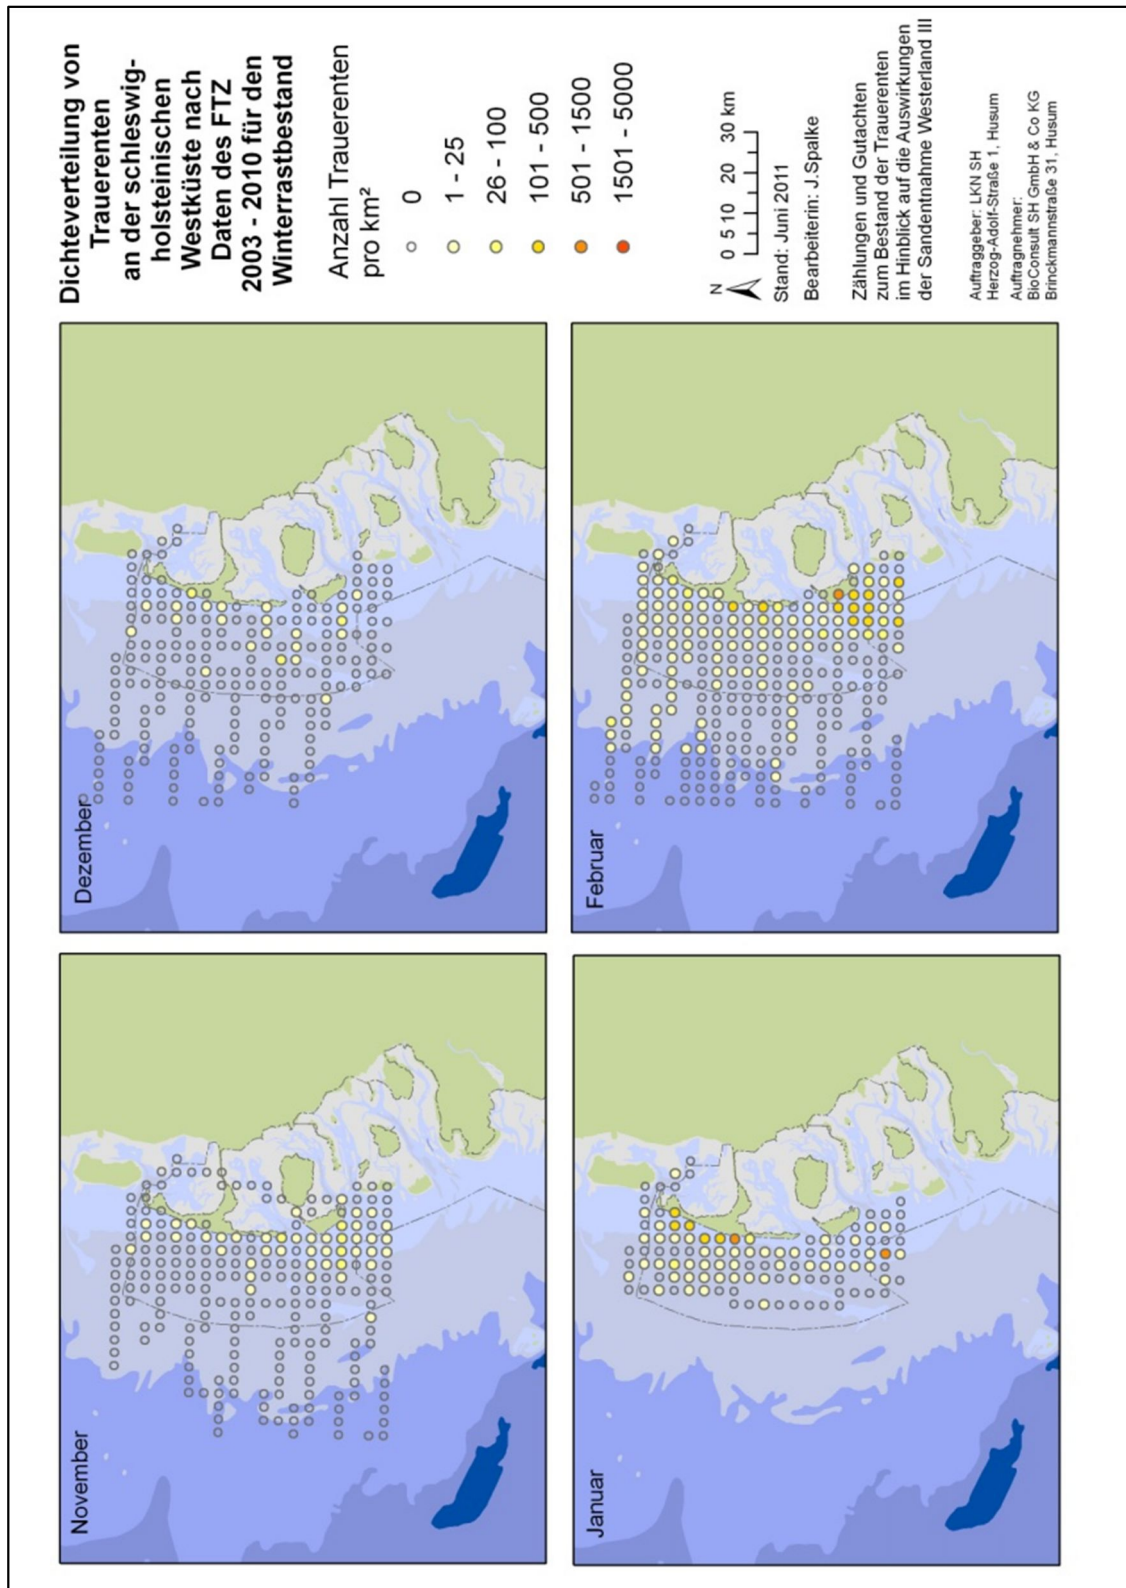 Dichteverteilung von
Trauerenten
an der schleswig-
holsteinischen
Westküste nach
Daten des FTZ
2003 - 2010 für den
Winterrastbestand
Anzahl Trauerenten
pro km²
0
1 - 25
26 - 100
101 - 500
501 - 1500
1501 - 5000
N
0 5 10 20 30 km
Stand: Juni 2011
Bearbeiterin: J.Spalke
Zählungen und Gutachten
zum Bestand der Trauerenten
im Hinblick auf die Auswirkungen
der Sandentnahme Westerland III
Auftraggeber: LKN SH
Herzog-Adolf-Straße 1, Husum
Auftragnehmer:
BioConsult SH GmbH & Co KG
Brinckmannstraße 31, Husum
November
Dezember
Januar
Februar